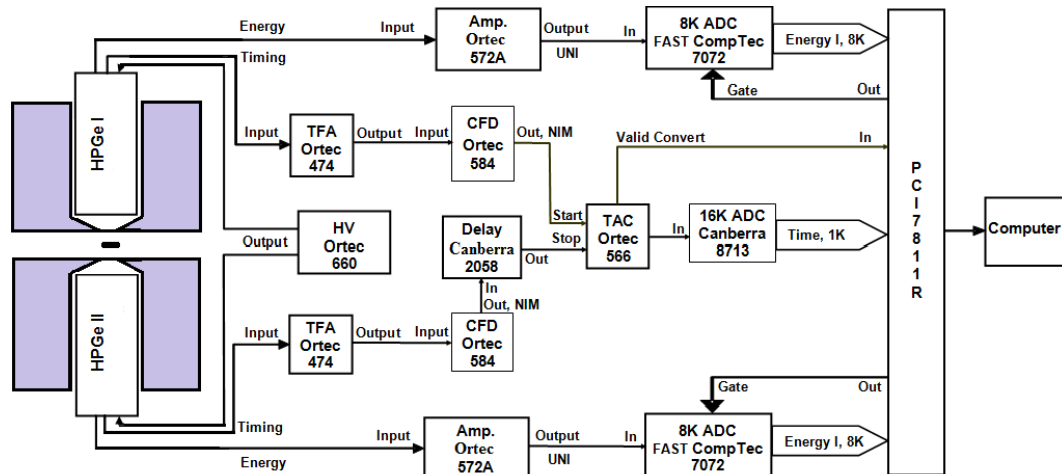 Energy
Input
Amp.
Ortec
572A
Output
UNI
In
8K ADC
FAST CompTec
7072
Energy I, 8K
Timing
Gate
Out
HPGe I
Input
TFA
Ortec
474
Output
Input
CFD
Ortec
584
Out, NIM
Valid Convert
In
Output
HV
Ortec
660
Delay
Canberra
2058
Start
Stop
Out
In
TAC
Ortec
566
In
16K ADC
Canberra
8713
Time, 1K
PCI7811R
Computer
Out, NIM
HPGe II
Input
TFA
Ortec
474
Output
Input
CFD
Ortec
584
Gate
Out
Timing
Energy
Input
Amp.
Ortec
572A
Output
UNI
In
8K ADC
FAST CompTec
7072
Energy I, 8K